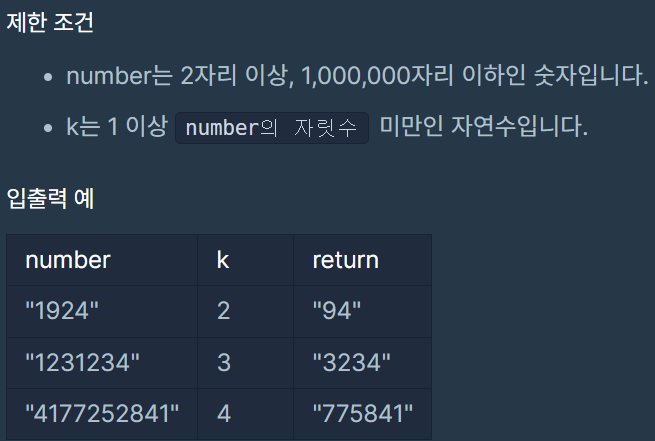 제한 조건
• number는 2자리 이상, 1,000,000자리 이하인 숫자입니다.
• k는 1 이상 number의 자릿수 미만인 자연수입니다.
입출력 예
number k return
"1924" 2 "94"
"1231234" 3 "3234"
"4177252841" 4 "775841"